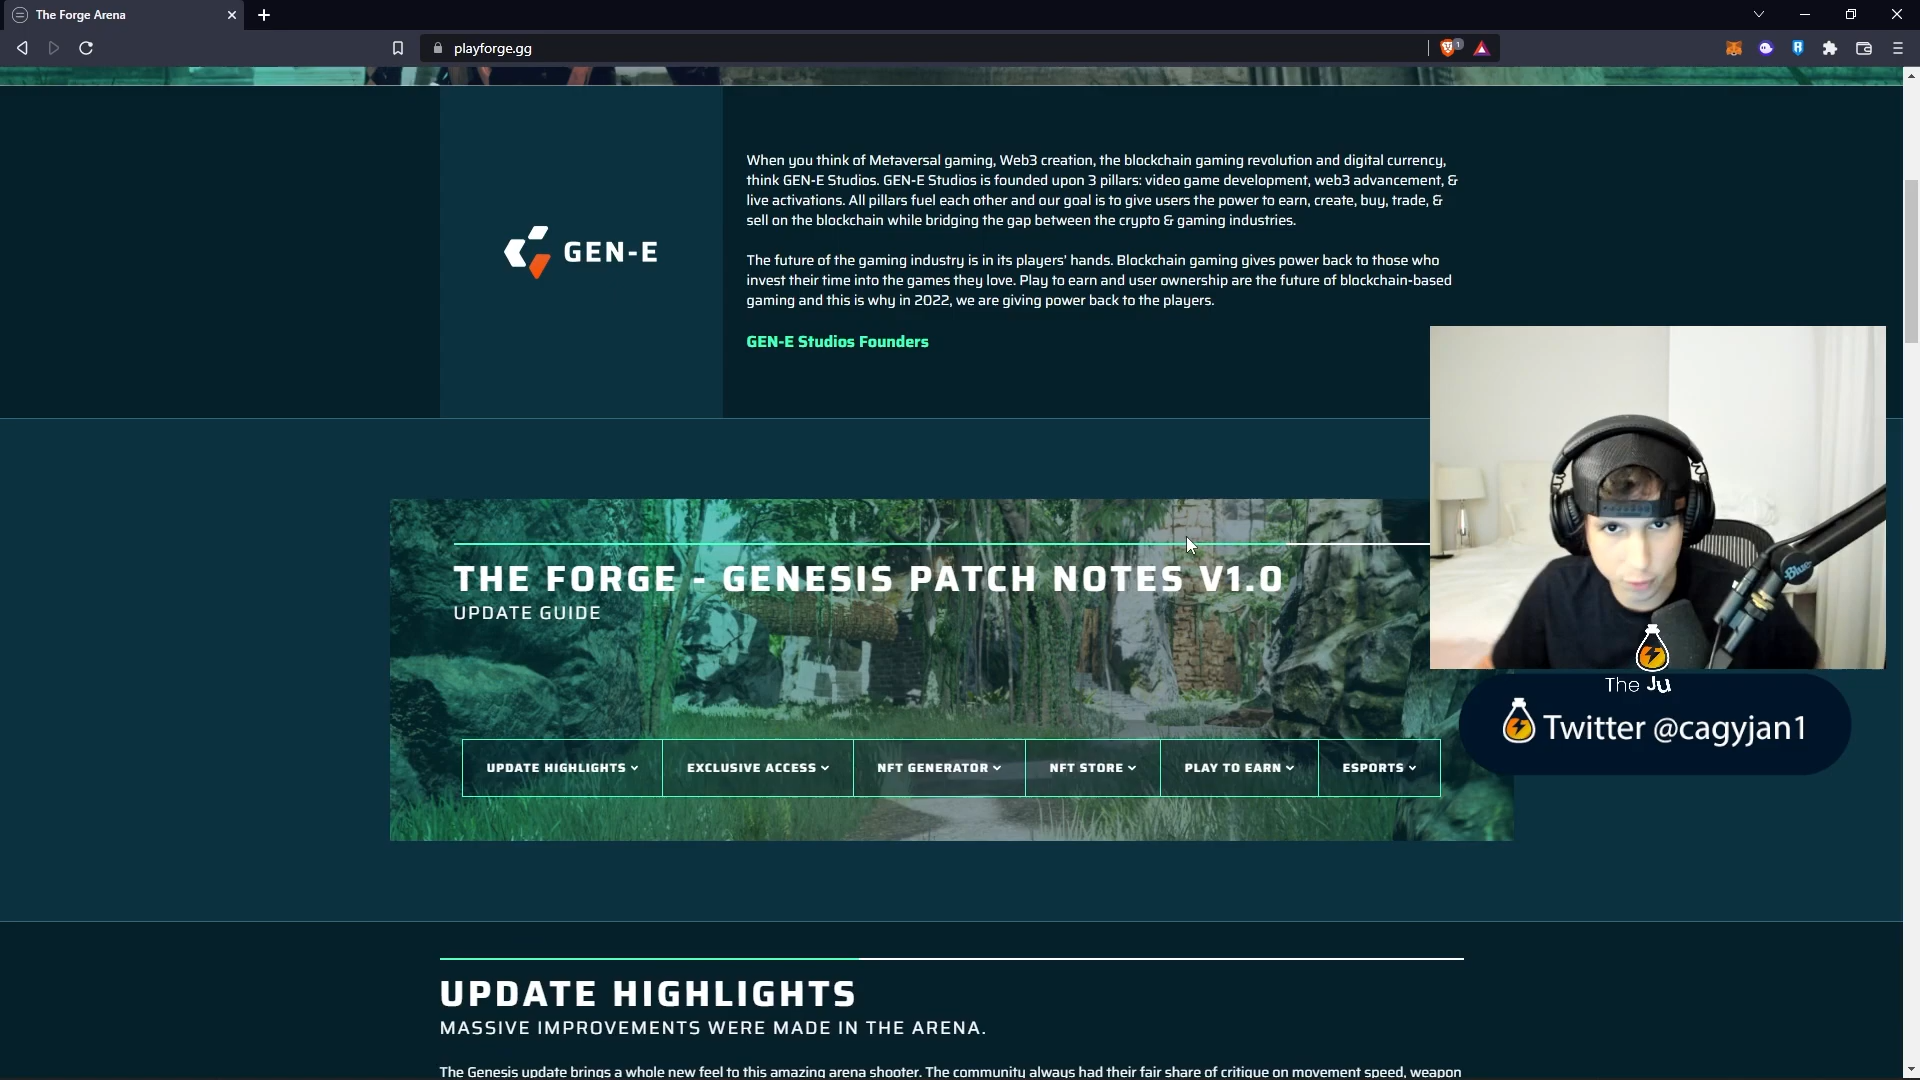 The Forge Arena
playforge.gg
1
When you think of Metaversal gaming, Web3 creation, the blockchain gaming revolution and digital currency,
think GEN-E Studios. GEN-E Studios is founded upon 3 pillars: video game development, web3 advancement, &
live activations. All pillars fuel each other and our goal is to give users the power to earn, create, buy, trade, &
sell on the blockchain while bridging the gap between the crypto & gaming industries.
GEN-E
The future of the gaming industry is in its players' hands. Blockchain gaming gives power back to those who
invest their time into the games they love. Play to earn and user ownership are the future of blockchain-based
gaming and this is why in 2022, we are giving power back to the players.
GEN-E Studios Founders
THE FORGE - GENESIS PATCH NOTES V1.0
UPDATE GUIDE
Blue
The Ju
Twitter @cagyjan1
UPDATE HIGHLIGHTS
EXCLUSIVE ACCESS
NFT GENERATOR
NFT STORE
PLAY TO EARN
ESPORTS
UPDATE HIGHLIGHTS
MASSIVE IMPROVEMENTS WERE MADE IN THE ARENA.
The Genesis update brings a whole new feel to this amazing arena shooter. The community always had their fair share of critique on movement speed, weapon